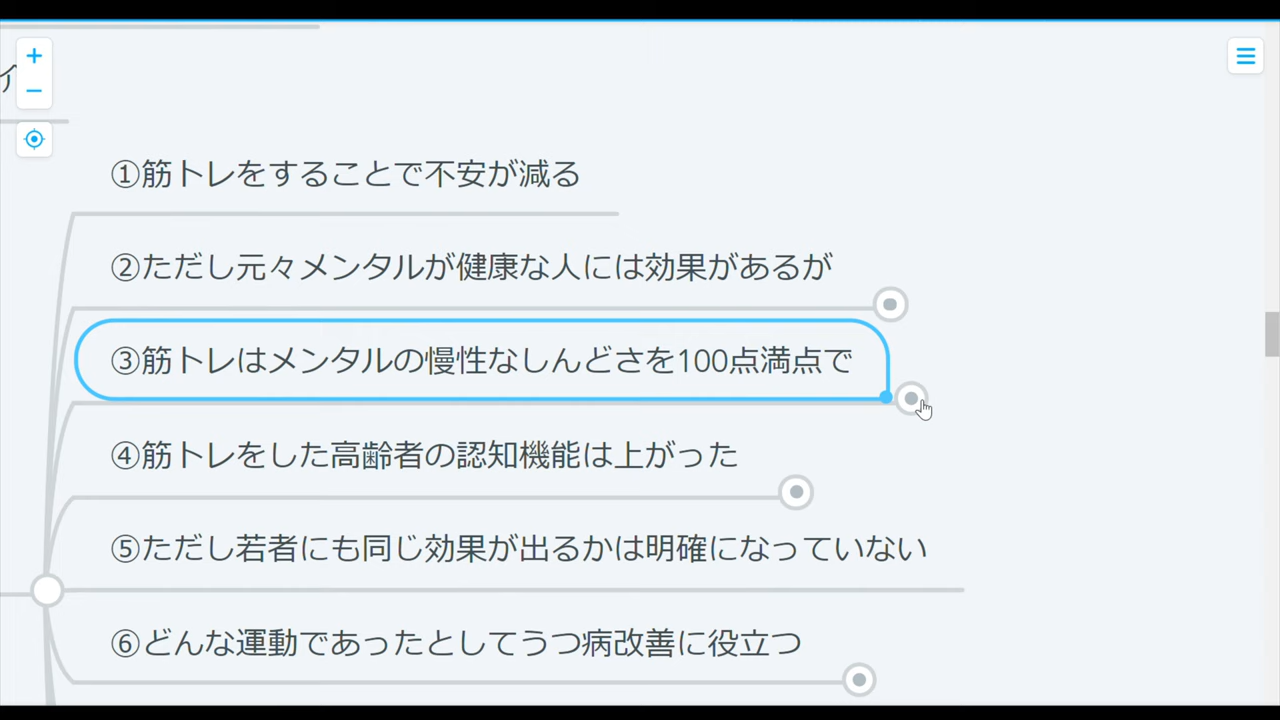 ①筋トレをすることで不安が減る
②ただし元々メンタルが健康な人には効果があるが
③筋トレはメンタルの慢性なしんどさを100点満点で
④筋トレをした高齢者の認知機能は上がった
⑤ただし若者にも同じ効果が出るかは明確になっていない
⑥どんな運動であったとしてうつ病改善に役立つ